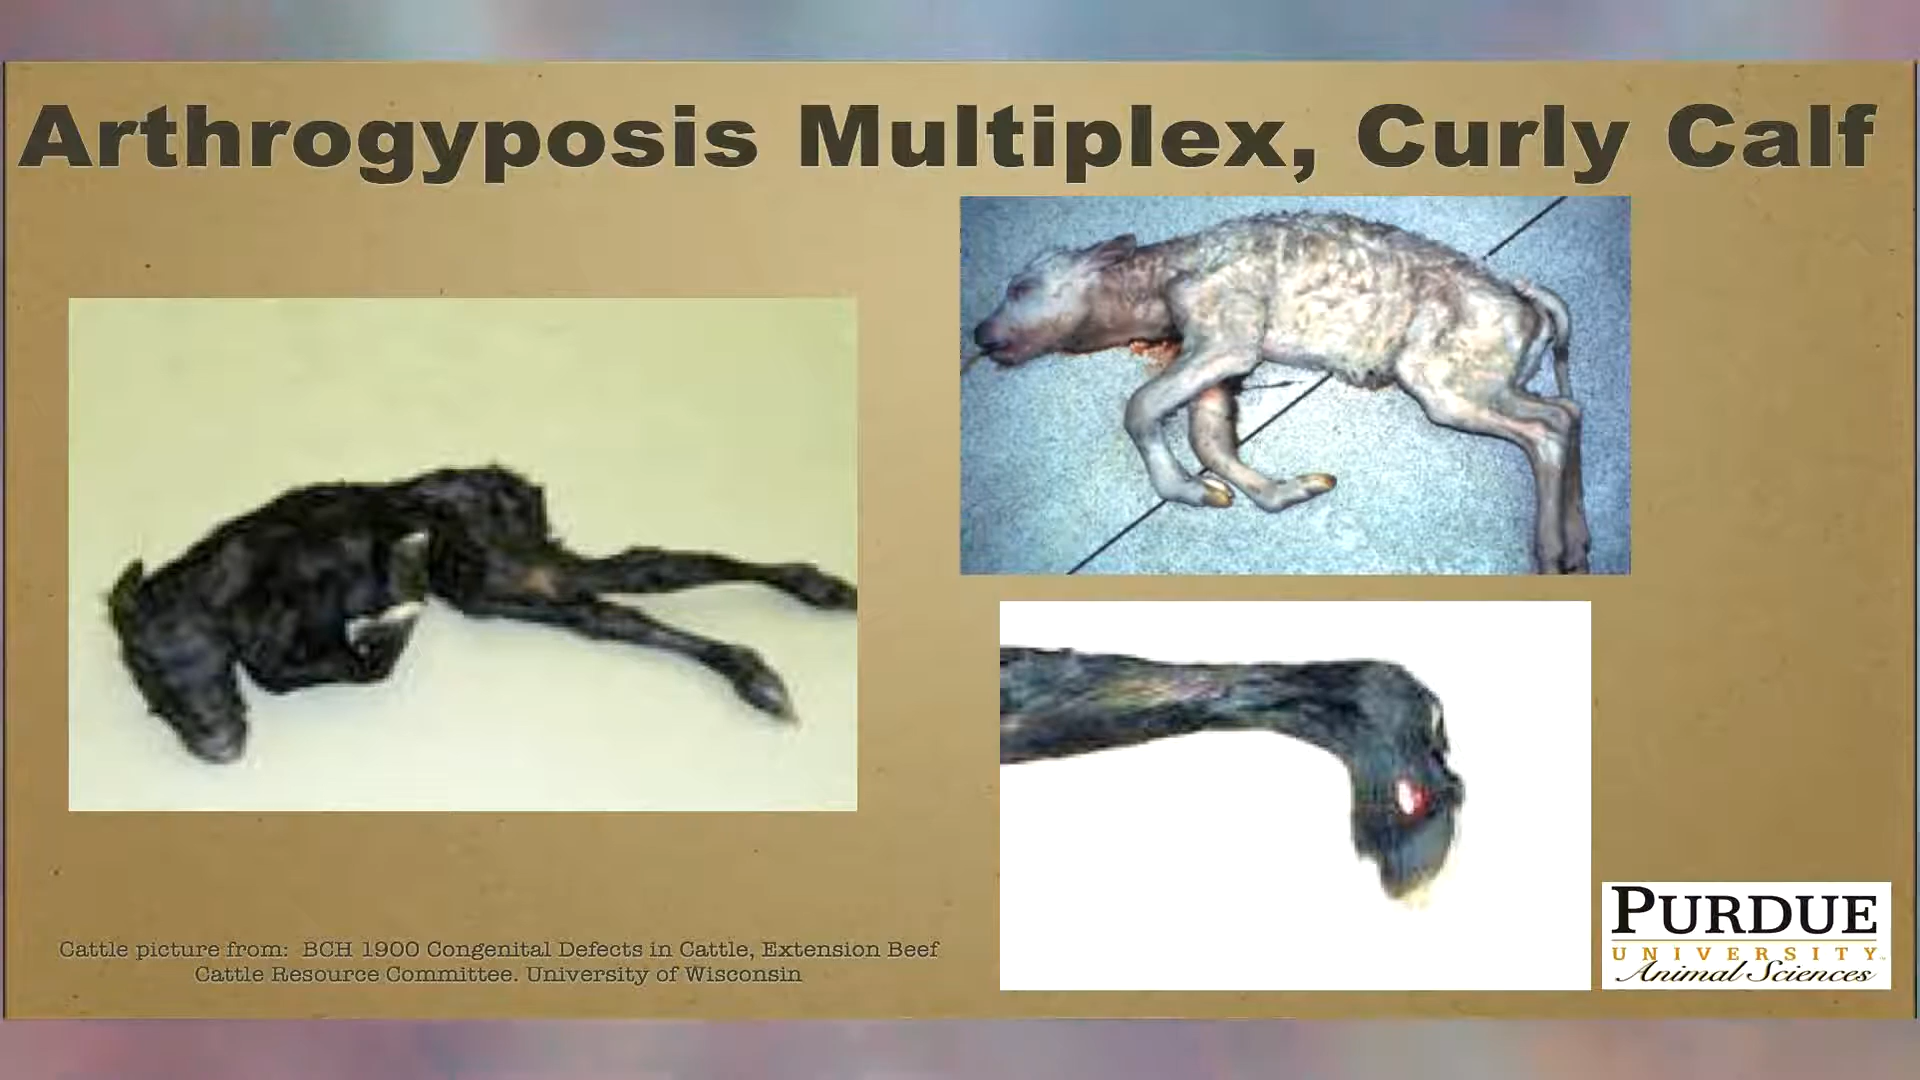 Arthrogyposis Multiplex, Curly Calf
Cattle picture from: BCH 1900 Congenital Defects in Cattle, Extension Beef
Cattle Resource Committee. University of Wisconsin
PURDUE
UNIVERSITY
Animal Sciences